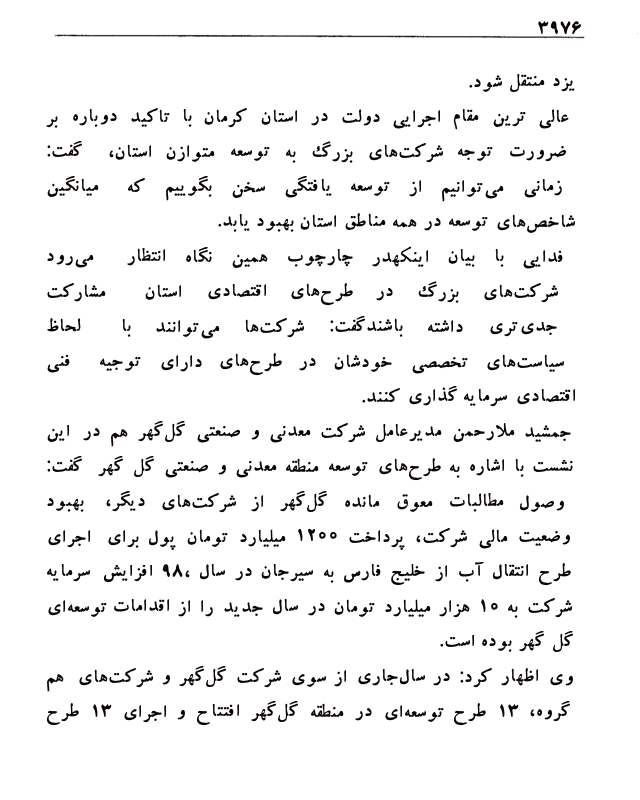 ۳۹۷۶
یزد منتقل شود.
عالی ترین مقام اجرایی دولت در استان کرمان با تاکید دوباره بر
ضرورت توجه شرکت‌های بزرگ به توسعه متوازن استان، گفت:
زمانی می‌توانیم از توسعه یافتگی سخن بگوییم که میانگین
شاخص‌های توسعه در همه مناطق استان بهبود یابد.
فدایی با بیان اینکهدر چارچوب همین نگاه انتظار می‌رود
شرکت‌های بزرگ در طرح‌های اقتصادی استان مشارکت
جدی‌تری داشته باشندگفت: شرکت‌ها می‌توانند با لحاظ
سیاست‌های تخصصی خودشان در طرح‌های دارای توجیه فنی
اقتصادی سرمایه گذاری کنند.
جمشید ملارحمن مدیرعامل شرکت معدنی و صنعتی گل‌گهر هم در این
نشست با اشاره به طرح‌های توسعه منطقه معدنی و صنعتی گل گهر گفت:
وصول مطالبات معوق مانده گل‌گهر از شرکت‌های دیگر، بهبود
وضعیت مالی شرکت، پرداخت ۱۲۰۰ میلیارد تومان پول برای اجرای
طرح انتقال آب از خلیج فارس به سیرجان در سال ۹۸، افزایش سرمایه
شرکت به ۱۰ هزار میلیارد تومان در سال جدید را از اقدامات توسعه‌ای
گل گهر بوده است.
وی اظهار کرد: در سال‌جاری از سوی شرکت گل‌گهر و شرکت‌های هم
گروه، ۱۳ طرح توسعه‌ای در منطقه گل‌گهر افتتاح و اجرای ۱۳ طرح